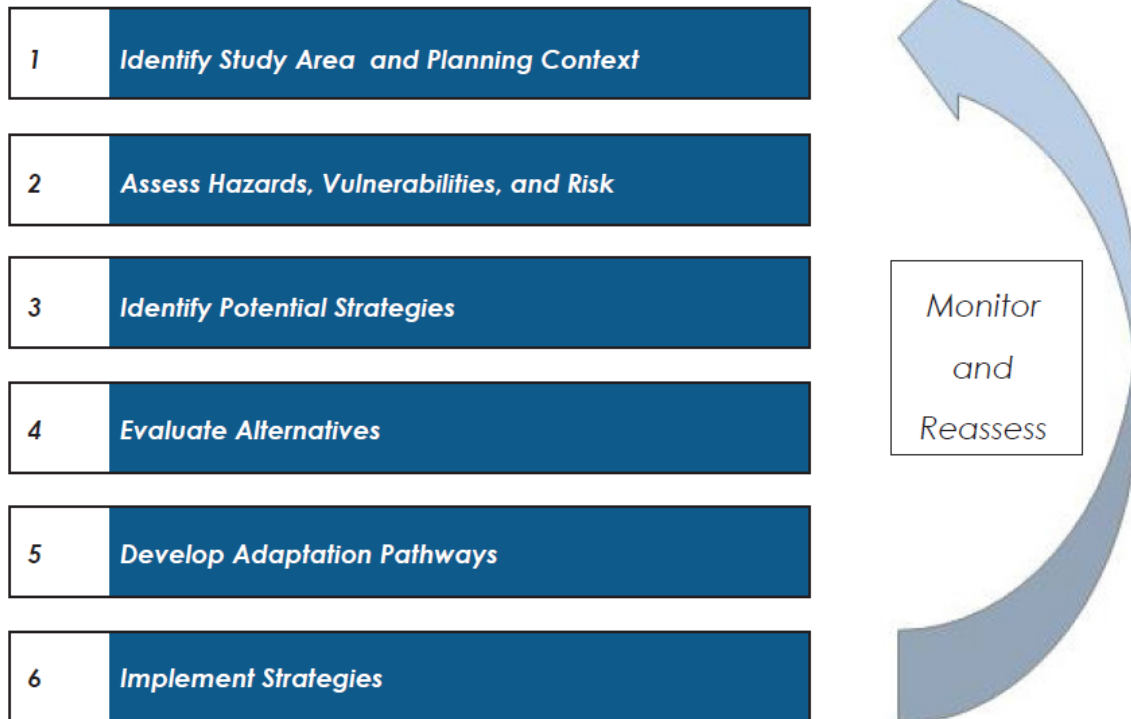 1 Identify Study Area and Planning Context
2 Assess Hazards, Vulnerabilities, and Risk
3 Identify Potential Strategies
4 Evaluate Alternatives
5 Develop Adaptation Pathways
6 Implement Strategies
Monitor
and
Reassess